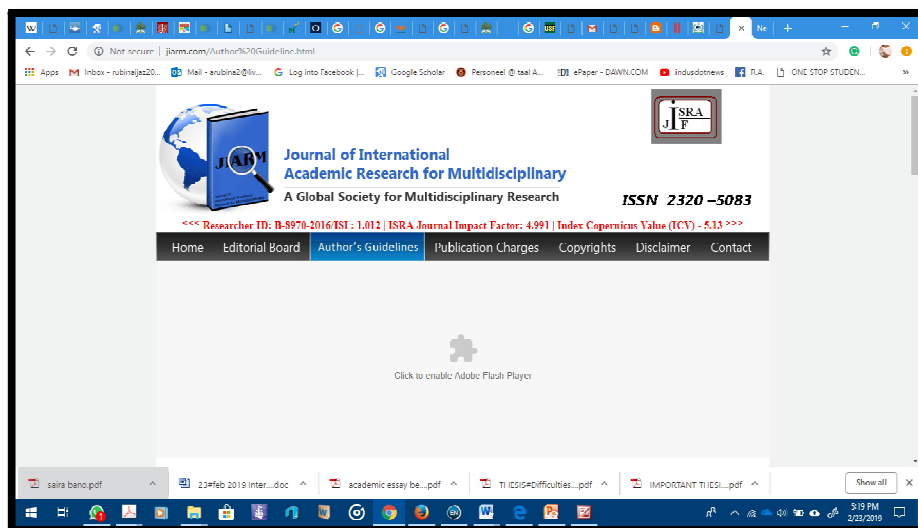 Ne
Not secure | jiarm.com/Author%20Guideline.html
Apps
Inbox - rubinaijaz20...
Mail - arubina2@liv...
Log into Facebook |...
Google Scholar
Personeel @ taal A...
ePaper - DAWN.COM
indusdotnews
R.A.
ONE STOP STUDEN...
JIARM
ISRA
JIF
Journal of International
Academic Research for Multidisciplinary
A Global Society for Multidisciplinary Research
ISSN 2320 –5083
<<< Researcher ID: B-8970-2016/ISI : 1.012 | ISRA Journal Impact Factor: 4.991 | Index Copernicus Value (ICV) - 5.13 >>>
Home Editorial Board Author's Guidelines Publication Charges Copyrights Disclaimer Contact
Click to enable Adobe Flash Player
saira bano.pdf
23#feb 2019 inter....doc
academic essay be....pdf
THESIS#Difficulties....pdf
IMPORTANT THESI....pdf
Show all
5:19 PM
2/23/2019